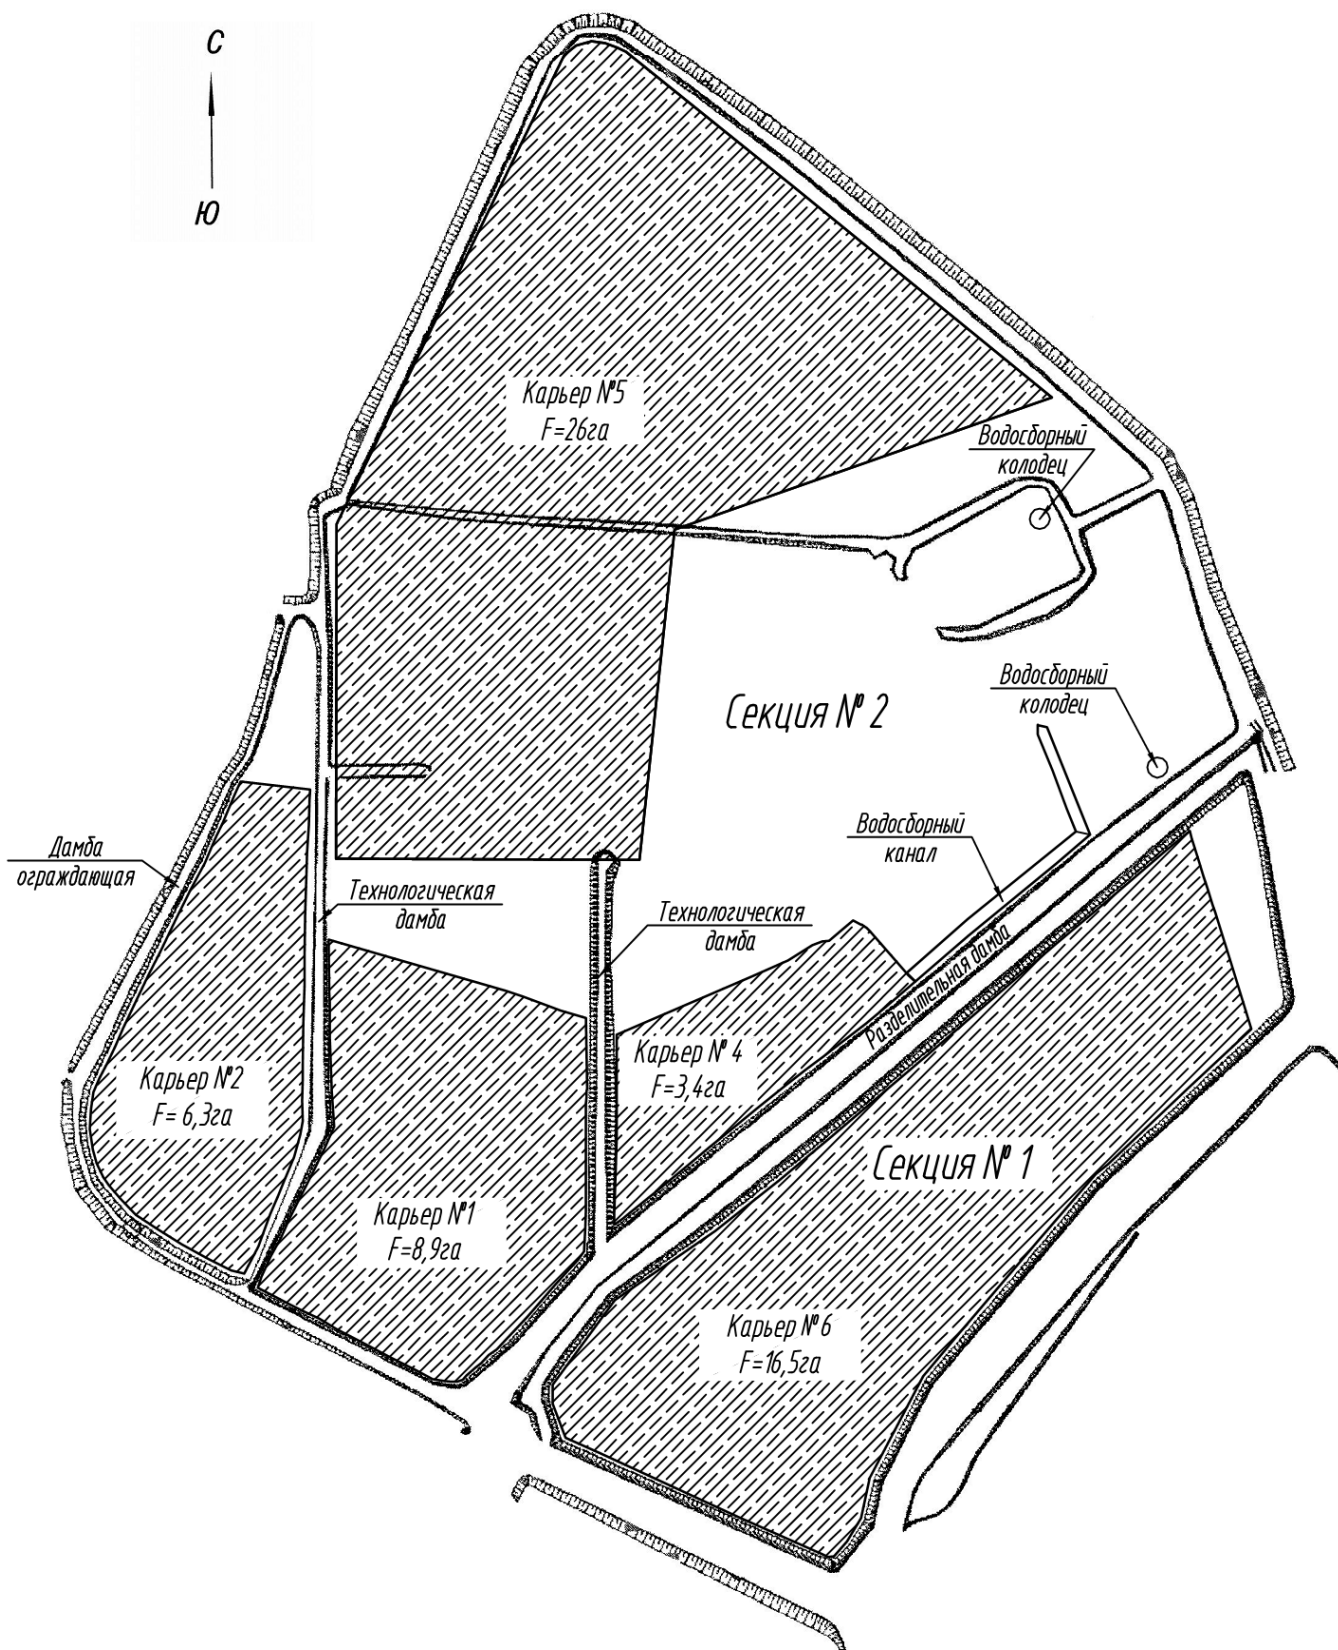 С
Ю
Карьер №5
F=26га
Водосборный
колодец
Секция № 2
Водосборный
колодец
Водосборный
канал
Дамба
ограждающая
Технологическая
дамба
Технологическая
дамба
Разделительная дамба
Карьер №2
F= 6,3га
Карьер № 4
F=3,4га
Секция № 1
Карьер №1
F=8,9га
Карьер №6
F=16,5га